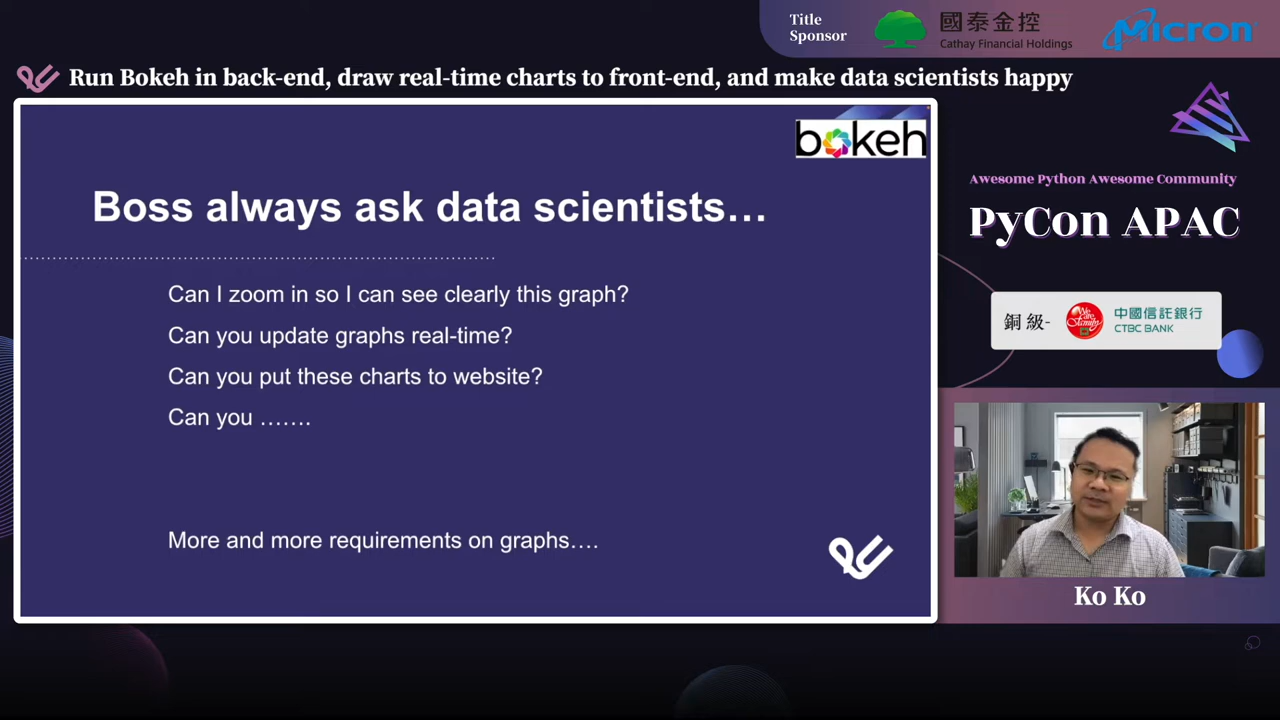 Title
Sponsor
國泰金控
Cathay Financial Holdings
Micron
Run Bokeh in back-end, draw real-time charts to front-end, and make data scientists happy
bokeh
Boss always ask data scientists…
Can I zoom in so I can see clearly this graph?
Can you update graphs real-time?
Can you put these charts to website?
Can you …….
More and more requirements on graphs….
Awesome Python Awesome Community
PyCon APAC
銅級-
We are family
中國信託銀行
CTBC BANK
Ko Ko